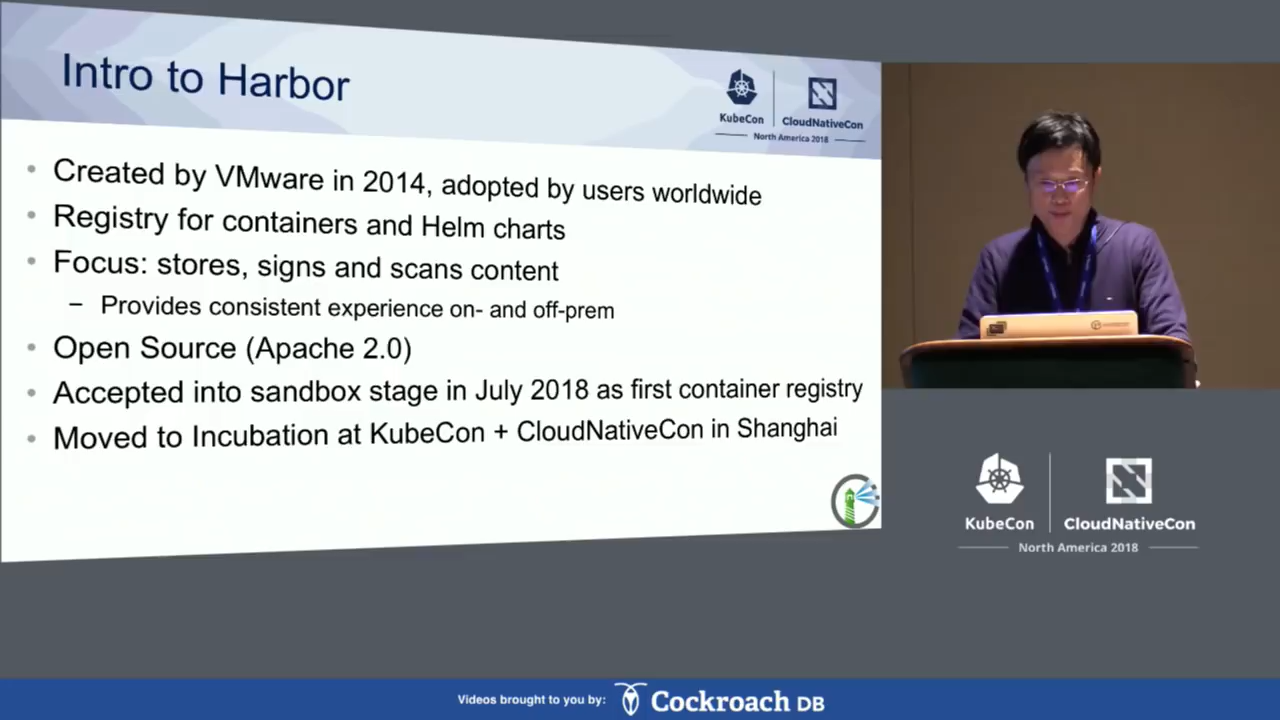 Intro to Harbor
KubeCon
CloudNativeCon
North America 2018
• Created by VMware in 2014, adopted by users worldwide
• Registry for containers and Helm charts
• Focus: stores, signs and scans content
– Provides consistent experience on- and off-prem
• Open Source (Apache 2.0)
• Accepted into sandbox stage in July 2018 as first container registry
• Moved to Incubation at KubeCon + CloudNativeCon in Shanghai
KubeCon
CloudNativeCon
North America 2018
Videos brought to you by: Cockroach DB